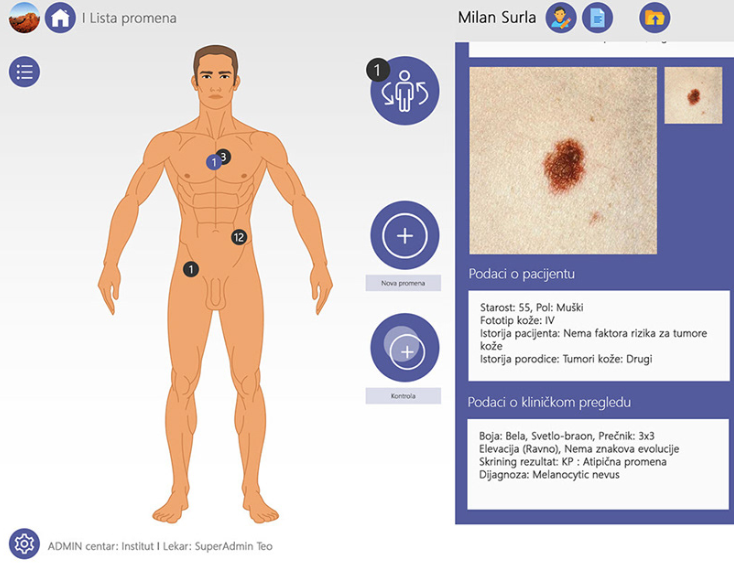 I Lista promena
Milan Surla
1
1
3
12
1
Nova promena
Kontrola
Podaci o pacijentu
Starost: 55, Pol: Muški
Fototip kože: IV
Istorija pacijenta: Nema faktora rizika za tumore
kože
Istorija porodice: Tumori kože: Drugi
Podaci o kliničkom pregledu
Boja: Bela, Svetlo-braon, Prečnik: 3x3
Elevacija (Ravno), Nema znakova evolucije
Skrining rezultat: KP : Atipična promena
Dijagnoza: Melanocytic nevus
ADMIN centar: Institut I Lekar: SuperAdmin Teo